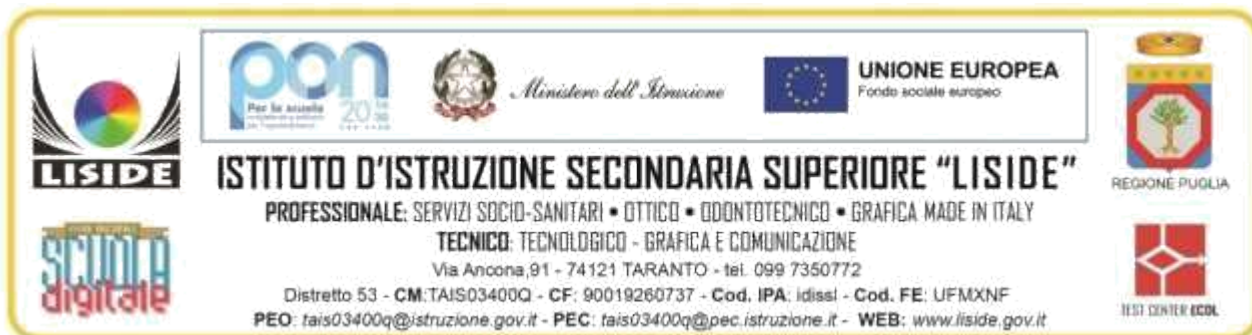 pon
Per la scuola
20
Ministero dell'Istruzione
UNIONE EUROPEA
Fondo sociale europeo
LISIDE
REGIONE PUGLIA
ISTITUTO D'ISTRUZIONE SECONDARIA SUPERIORE "LISIDE"
PROFESSIONALE: SERVIZI SOCIO-SANITARI • OTTICO • ODONTOTECNICO • GRAFICA MADE IN ITALY
TECNICO: TECNOLOGICO - GRAFICA E COMUNICAZIONE
Via Ancona,91 - 74121 TARANTO - tel. 099 7350772
Distretto 53 - CM:TAIS03400Q - CF: 90019260737 - Cod. IPA: idissl - Cod. FE: UFMXNF
PEO: tais03400q@istruzione.gov.it - PEC: tais03400q@pec.istruzione.it - WEB: www.liside.gov.it
SCUOLA
digitale
TEST CENTER ECDL